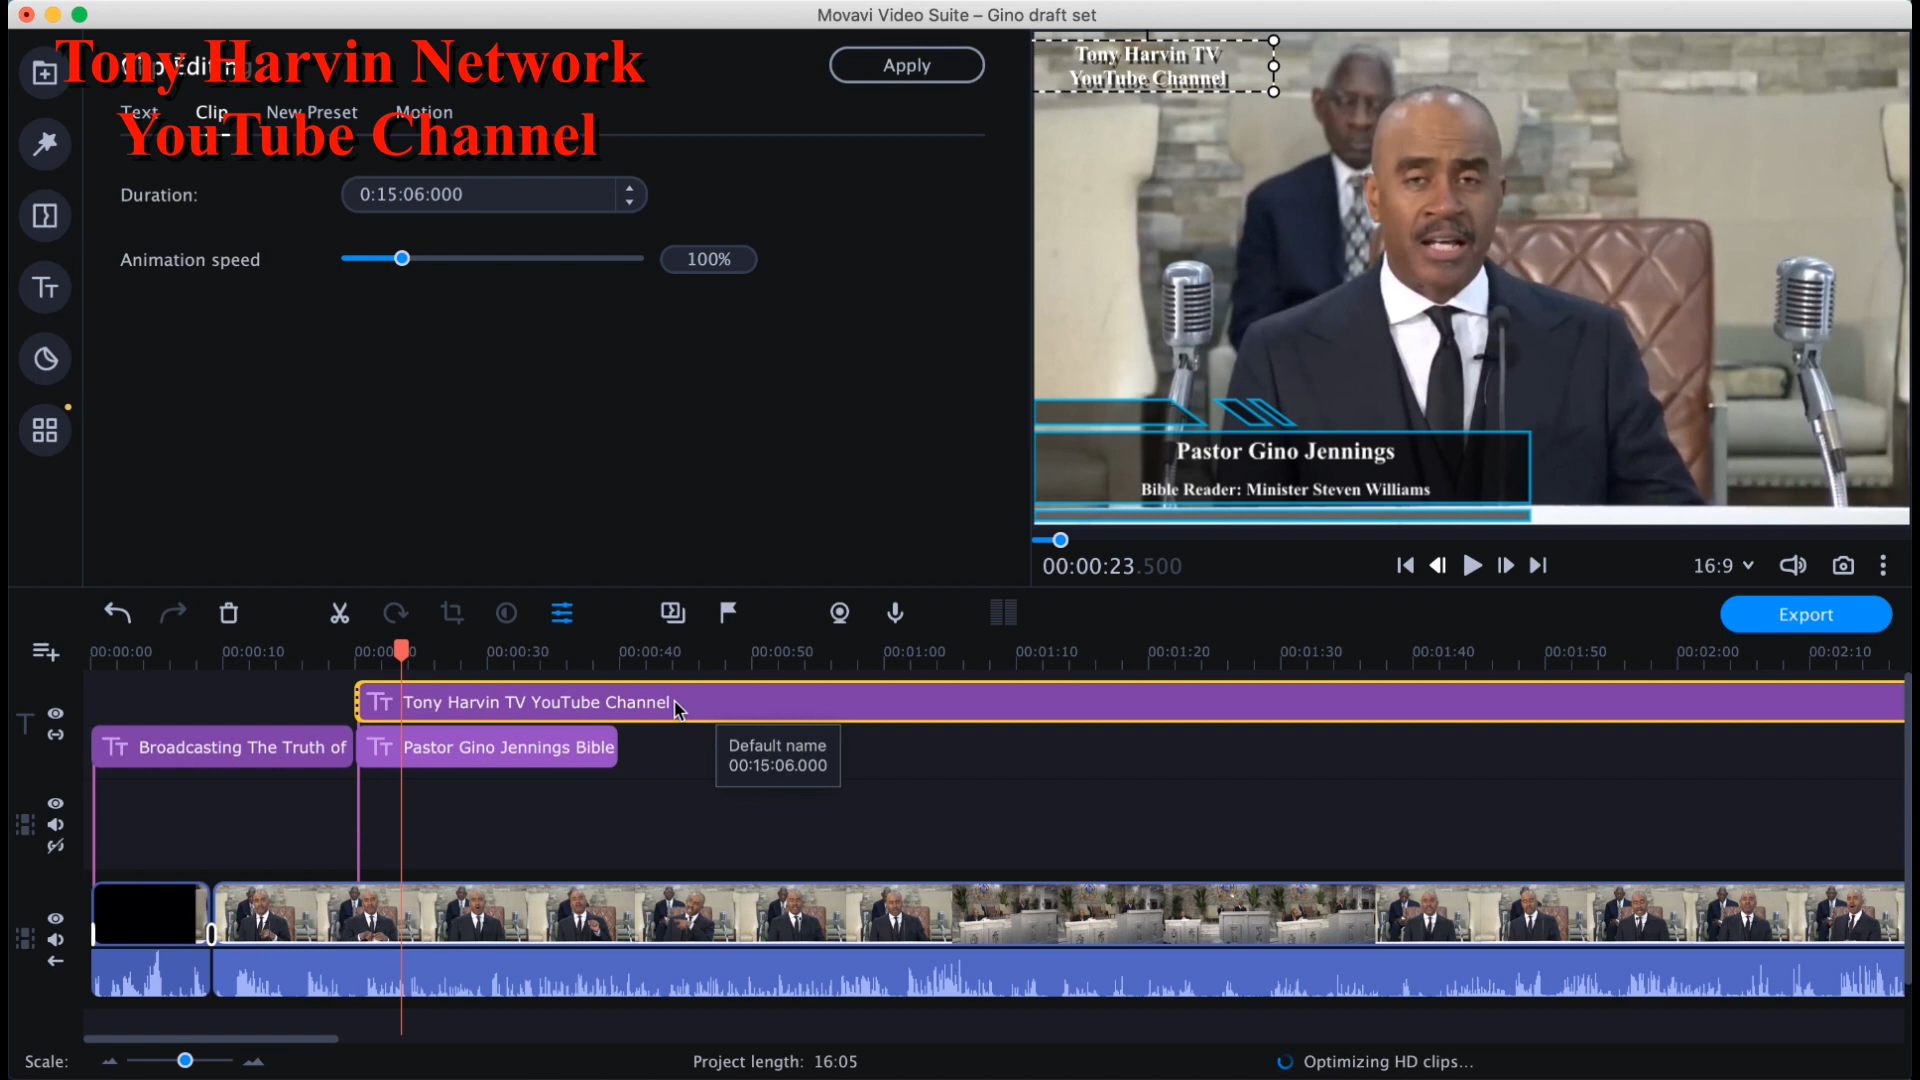 Movavi Video Suite – Gino draft set
Tony Harvin Network
YouTube Channel
Clip Editing
Apply
Text
Clip
New Preset
Motion
Duration:
0:15:06:000
Animation speed
100%
Tony Harvin TV
YouTube Channel
Pastor Gino Jennings
Bible Reader: Minister Steven Williams
00:00:23.500
16:9
Export
00:00:00
00:00:10
00:00:30
00:00:40
00:00:50
00:01:00
00:01:10
00:01:20
00:01:30
00:01:40
00:01:50
00:02:00
00:02:10
Tony Harvin TV YouTube Channel
Broadcasting The Truth of
Pastor Gino Jennings Bible
Default name
00:15:06.000
Scale:
Project length: 16:05
Optimizing HD clips...